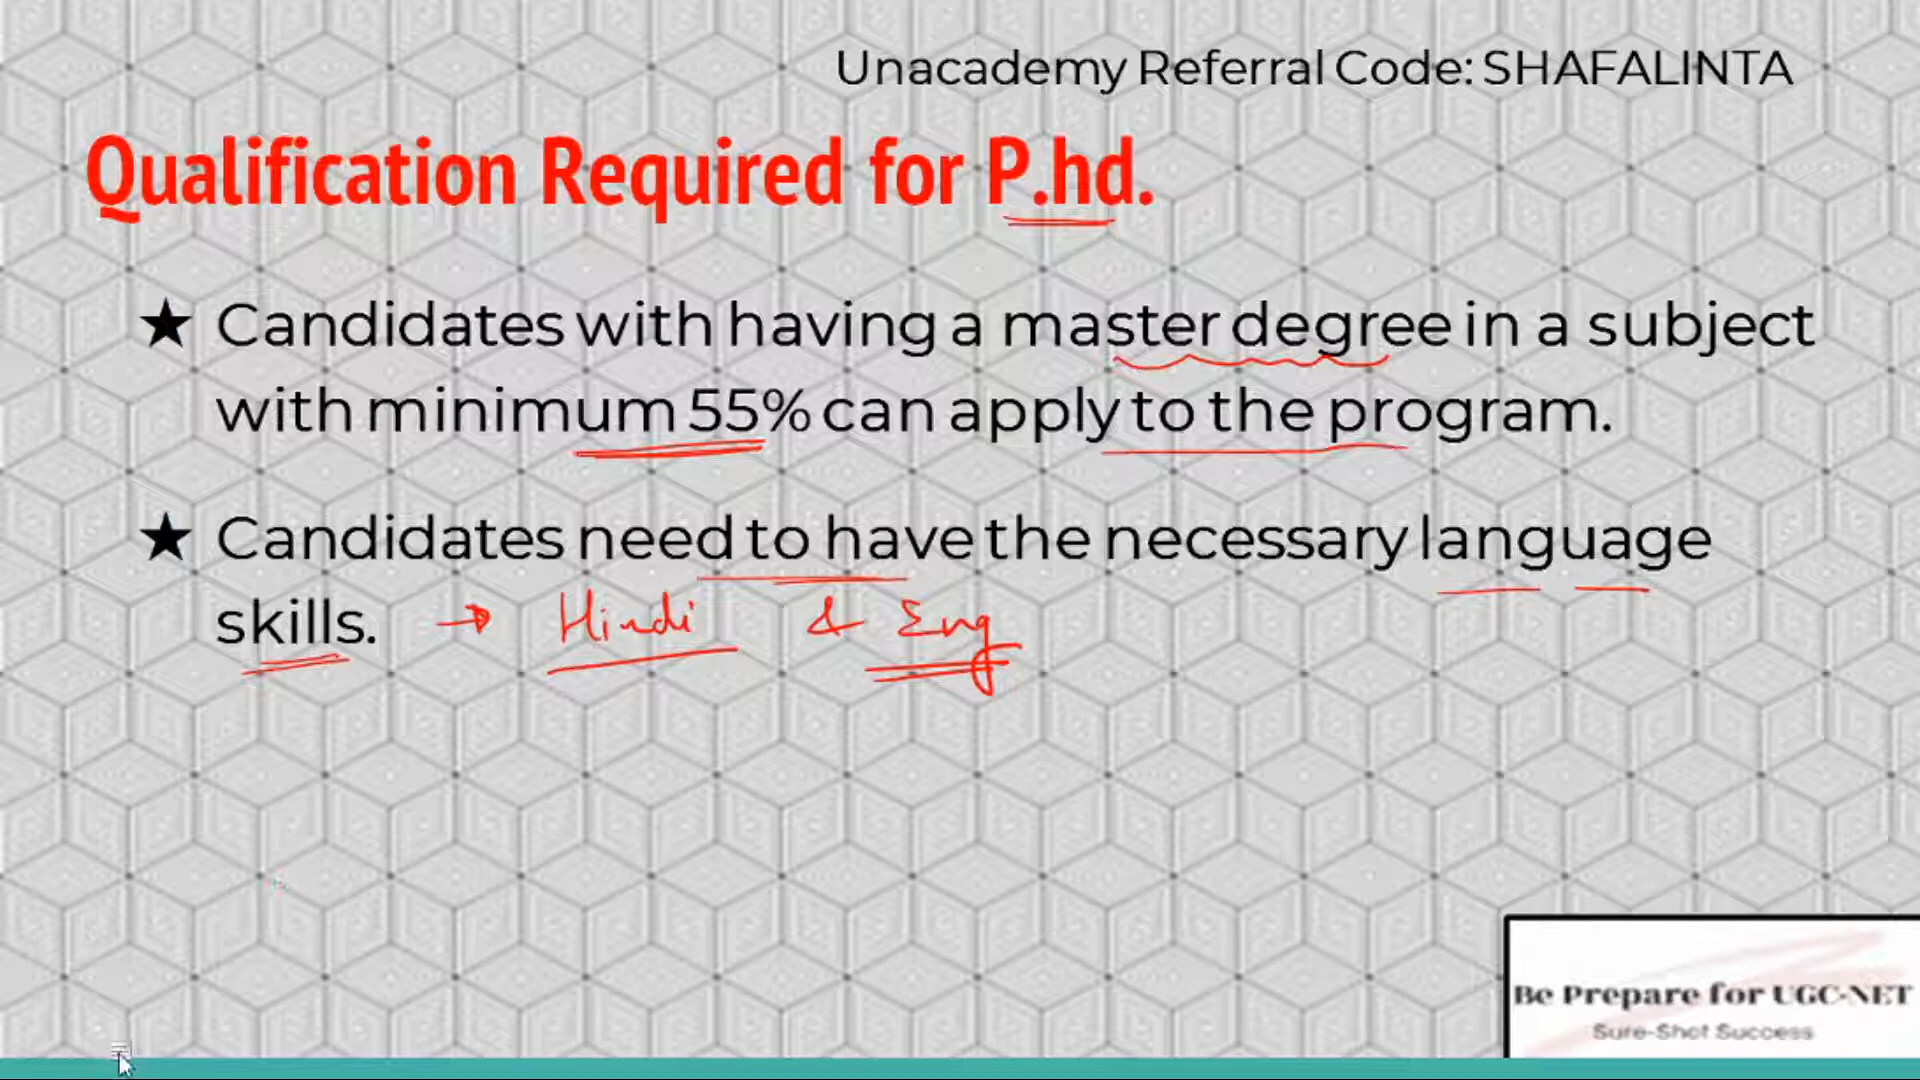 Unacademy Referral Code: SHAFALINTA
Qualification Required for P.hd.
★ Candidates with having a master degree in a subject
with minimum 55% can apply to the program.
★ Candidates need to have the necessary language
skills. → Hindi & Eng
Be Prepare for UGC-NET
Sure-Shot Success